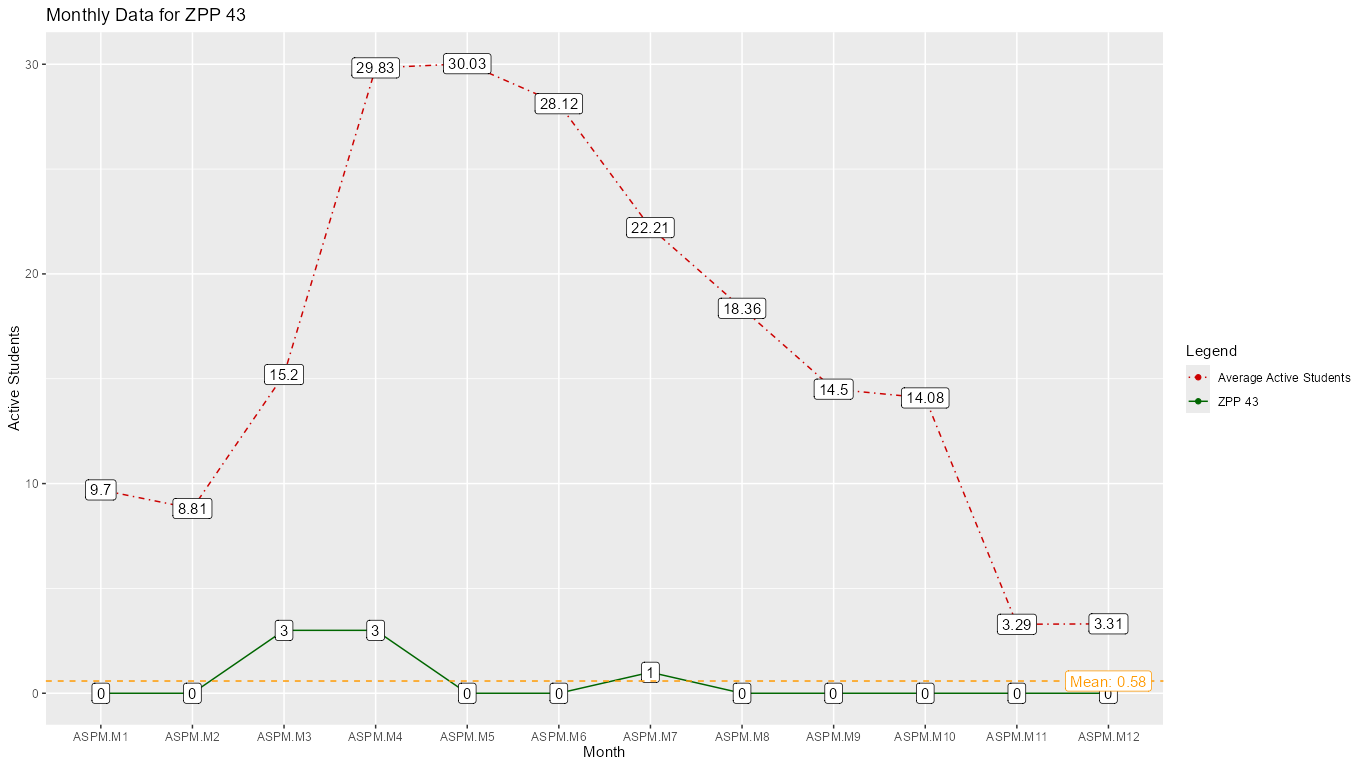 Monthly Data for ZPP 43
Active Students
30
20
10
0
9.7
8.81
15.2
29.83
30.03
28.12
22.21
18.36
14.5
14.08
3.29
3.31
0
0
3
3
0
0
1
0
0
0
0
0
Mean: 0.58
ASPM.M1
ASPM.M2
ASPM.M3
ASPM.M4
ASPM.M5
ASPM.M6
ASPM.M7
ASPM.M8
ASPM.M9
ASPM.M10
ASPM.M11
ASPM.M12
Month
Legend
Average Active Students
ZPP 43